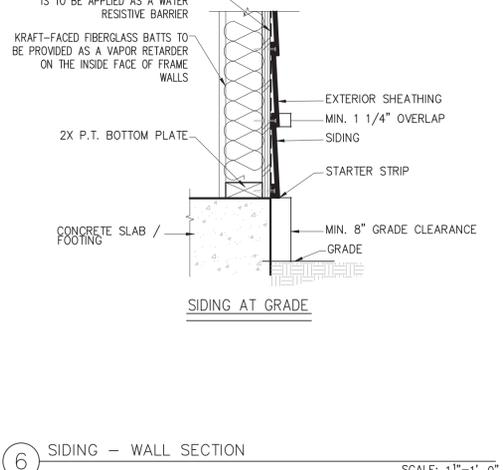 IS TO BE APPLIED AS A WATER
RESISTIVE BARRIER
KRAFT-FACED FIBERGLASS BATTS TO
BE PROVIDED AS A VAPOR RETARDER
ON THE INSIDE FACE OF FRAME
WALLS
EXTERIOR SHEATHING
MIN. 1 1/4" OVERLAP
2X P.T. BOTTOM PLATE
SIDING
STARTER STRIP
CONCRETE SLAB /
FOOTING
MIN. 8" GRADE CLEARANCE
GRADE
SIDING AT GRADE
6
SIDING – WALL SECTION